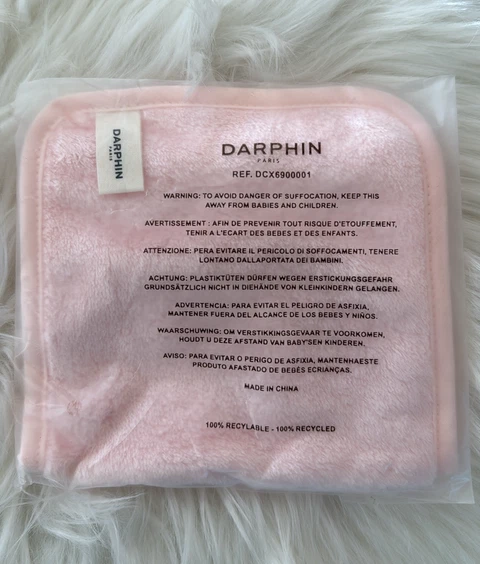 DARPHIN
PARIS
DARPHIN
PARIS
REF. DCX6900001
WARNING: TO AVOID DANGER OF SUFFOCATION, KEEP THIS
AWAY FROM BABIES AND CHILDREN.
AVERTISSEMENT : AFIN DE PREVENIR TOUT RISQUE D'ETOUFFEMENT,
TENIR A L'ECART DES BEBES ET DES ENFANTS.
ATTENZIONE: PERA EVITARE IL PERICOLO DI SOFFOCAMENTI, TENERE
LONTANO DALLAPORTATA DEI BAMBINI.
ACHTUNG: PLASTIKTÜTEN DÜRFEN WEGEN ERSTICKUNGSGEFAHR
GRUNDSÄTZLICH NICHT IN DIEHÄNDE VON KLEINKINDERN GELANGEN.
ADVERTENCIA: PARA EVITAR EL PELIGRO DE ASFIXIA,
MANTENER FUERA DEL ALCANCE DE LOS BEBES Y NIÑOS.
WAARSCHUWING: OM VERSTIKKINGSGEVAAR TE VOORKOMEN,
HOUDT U DEZE AFSTAND VAN BABY'SEN KINDEREN.
AVISO: PARA EVITAR O PERIGO DE ASFIXIA, MANTENHAESTE
PRODUTO AFASTADO DE BEBÊS ECRIANÇAS.
MADE IN CHINA
100% RECYLABLE - 100% RECYCLED